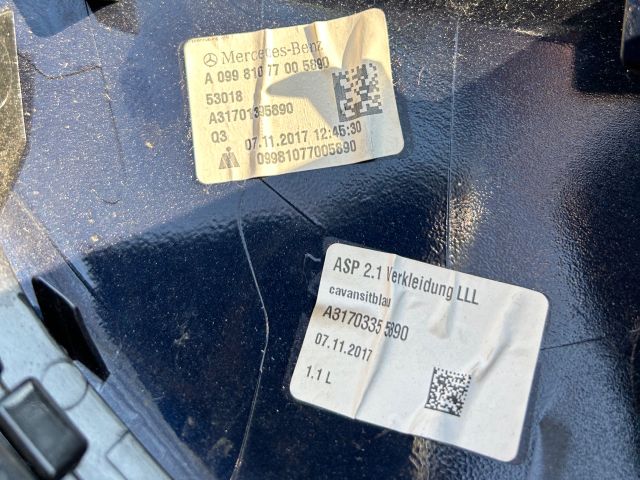 Mercedes-Benz
A 099 810 77 00 5890
53018
A31701395890
Q3 07.11.2017 12:45:30
09981077005890
ASP 2.1 Verkleidung LLL
cavansitblau
A3170335 5890
07.11.2017
1.1 L